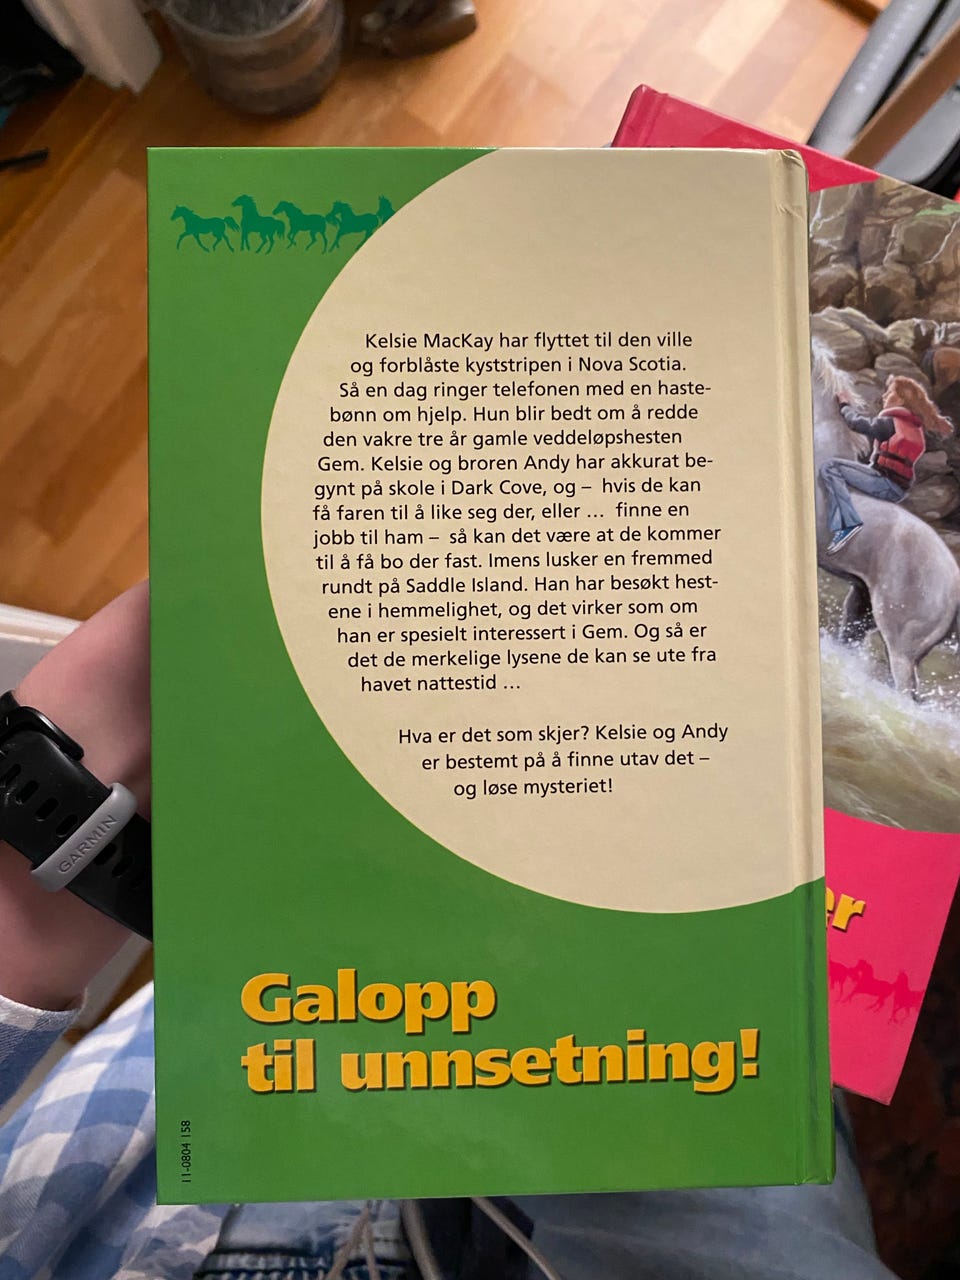 Kelsie MacKay har flyttet til den ville
og forblåste kyststripen i Nova Scotia.
Så en dag ringer telefonen med en haste-
bønn om hjelp. Hun blir bedt om å redde
den vakre tre år gamle veddeløpshesten
Gem. Kelsie og broren Andy har akkurat be-
gynt på skole i Dark Cove, og – hvis de kan
få faren til å like seg der, eller ... finne en
jobb til ham – så kan det være at de kommer
til å få bo der fast. Imens lusker en fremmed
rundt på Saddle Island. Han har besøkt hest-
ene i hemmelighet, og det virker som om
han er spesielt interessert i Gem. Og så er
det de merkelige lysene de kan se ute fra
havet nattestid ...
Hva er det som skjer? Kelsie og Andy
er bestemt på å finne utav det –
og løse mysteriet!
Galopp
til unnsetning!
11-0804 158
GARMIN
er